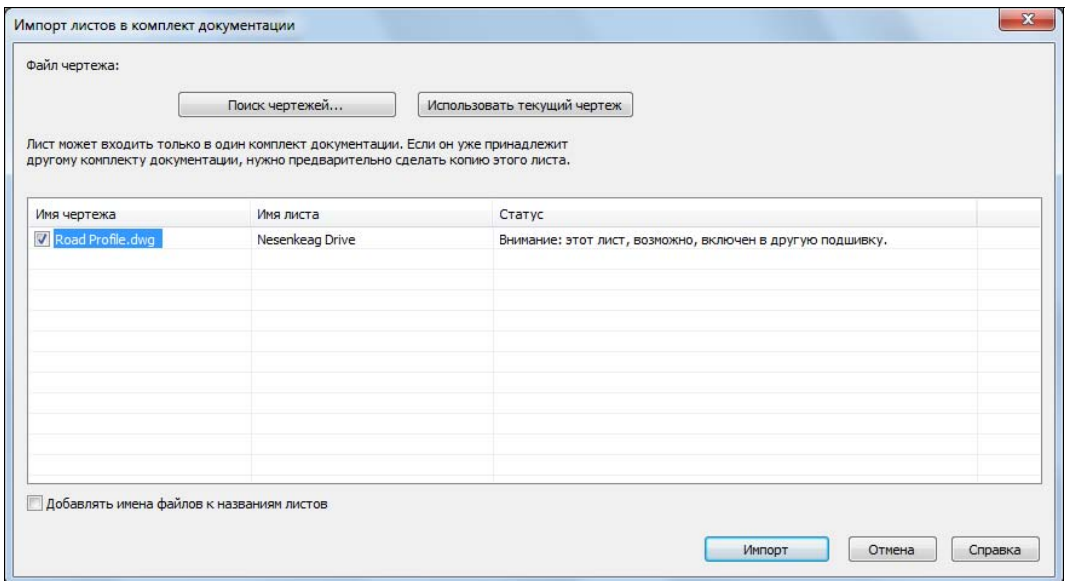 Импорт листов в комплект документации
Файл чертежа:
Поиск чертежей... Использовать текущий чертеж
Лист может входить только в один комплект документации. Если он уже принадлежит
другому комплекту документации, нужно предварительно сделать копию этого листа.
Имя чертежа Имя листа Статус
Road Profile.dwg Nesenkeag Drive Внимание: этот лист, возможно, включен в другую подшивку.
Добавлять имена файлов к названиям листов
Импорт Отмена Справка